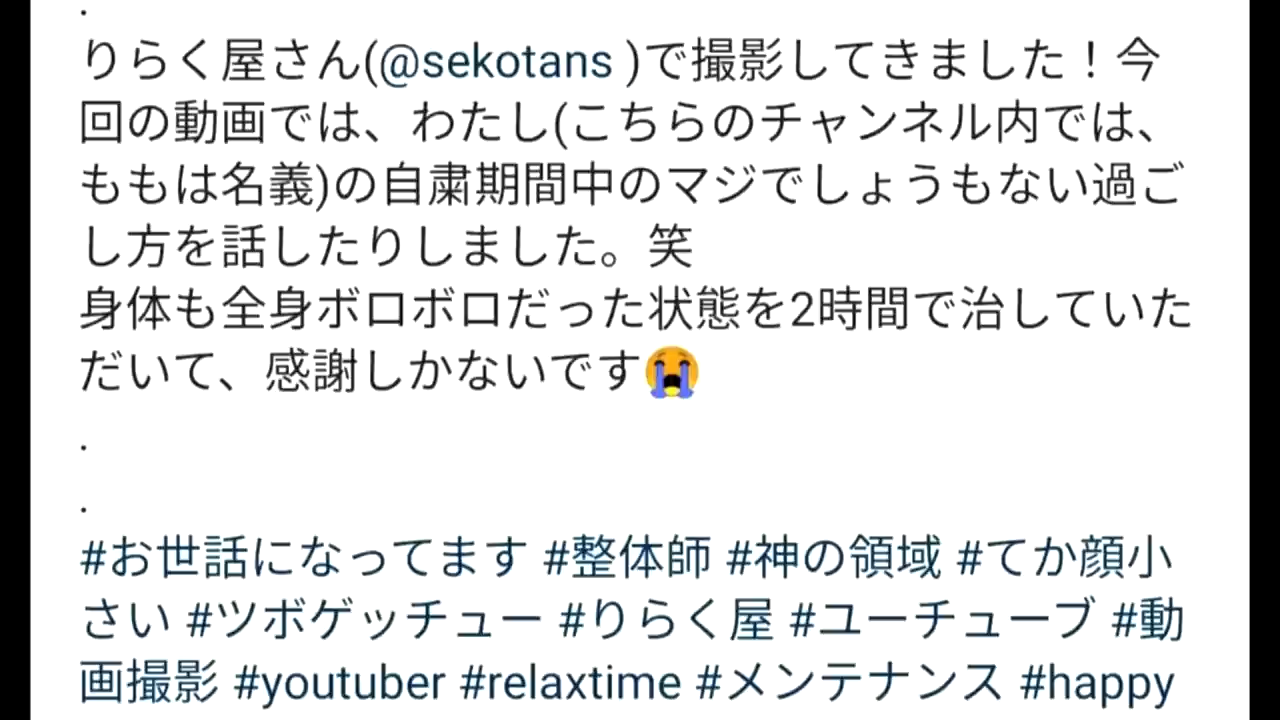 .
りらく屋さん(@sekotans )で撮影してきました！今
回の動画では、わたし(こちらのチャンネル内では、
ももは名義)の自粛期間中のマジでしょうもない過ご
し方を話したりしました。笑
身体も全身ボロボロだった状態を2時間で治していた
だいて、感謝しかないです😭
.
.
#お世話になってます #整体師 #神の領域 #てか顔小
さい #ツボゲッチュー #りらく屋 #ユーチューブ #動
画撮影 #youtuber #relaxtime #メンテナンス #happy